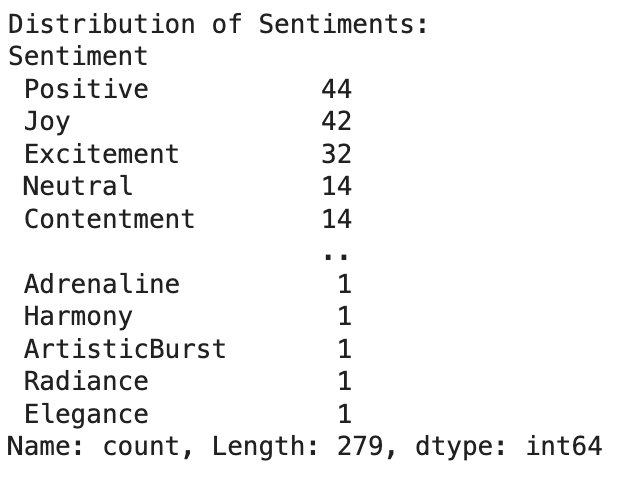 Distribution of Sentiments:
Sentiment
 Positive           44
 Joy                42
 Excitement         32
 Neutral            14
 Contentment        14
                    ..
 Adrenaline          1
 Harmony             1
 ArtisticBurst       1
 Radiance            1
 Elegance            1
Name: count, Length: 279, dtype: int64